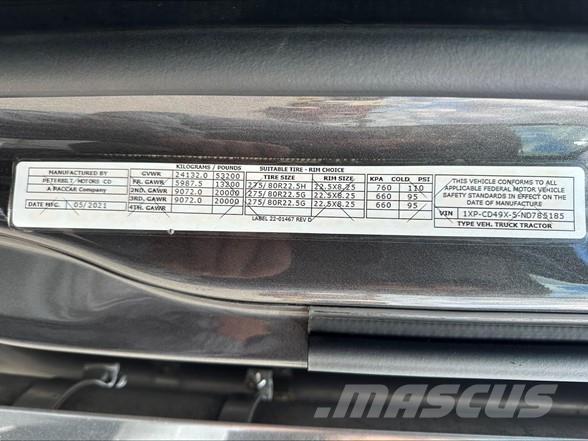 MANUFACTURED BY
PETERBILT MOTORS CO
A PACCAR Company
DATE MFG. 05/2021
KILOGRAMS / POUNDS
GVWR 24132.0 53200
FR. GAWR 5987.5 13200
2ND. GAWR 9072.0 20000
3RD. GAWR 9072.0 20000
4TH. GAWR
SUITABLE TIRE - RIM CHOICE
TIRE SIZE RIM SIZE
275/80R22.5H 22.5X8.25
275/80R22.5G 22.5X8.25
275/80R22.5G 22.5X8.25
LABEL 22-01467 REV D
KPA COLD PSI
760 110
660 95
660 95
THIS VEHICLE CONFORMS TO ALL
APPLICABLE FEDERAL MOTOR VEHICLE
SAFETY STANDARDS IN EFFECT ON THE
DATE OF MANUFACTURE
VIN 1XP-CD49X-5-ND785185
TYPE VEH. TRUCK TRACTOR
MASCUS